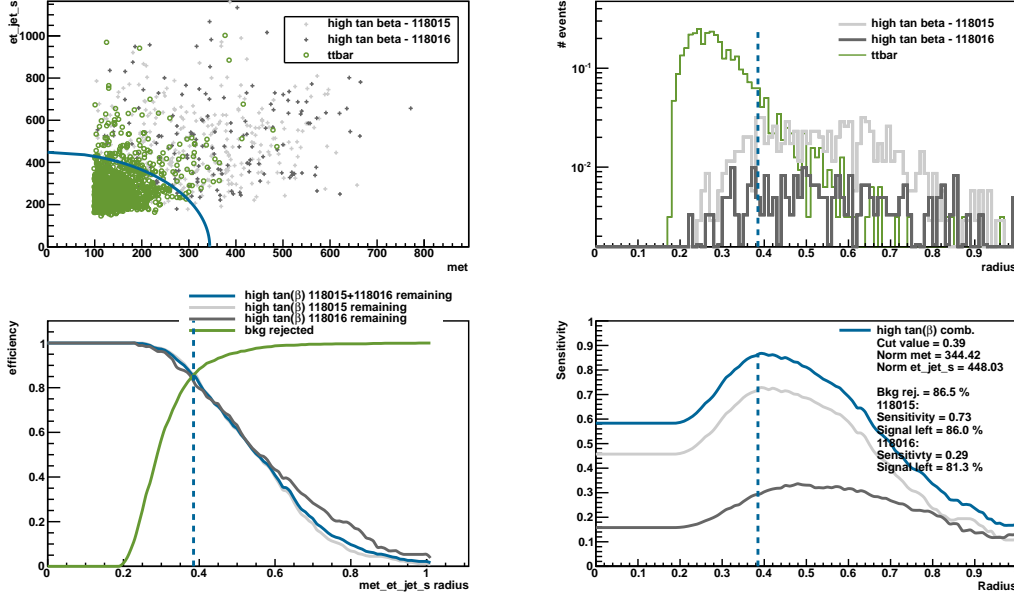 et_jet_s
1000
800
600
400
200
0
0 100 200 300 400 500 600 700 800
met
high tan beta - 118015
high tan beta - 118016
ttbar
# events
10-1
10-2
0 0.1 0.2 0.3 0.4 0.5 0.6 0.7 0.8 0.9 1
radius
high tan beta - 118015
high tan beta - 118016
ttbar
high tan(β) 118015+118016 remaining
high tan(β) 118015 remaining
high tan(β) 118016 remaining
bkg rejected
efficiency
1
0.8
0.6
0.4
0.2
0
0 0.2 0.4 0.6 0.8 1
met_et_jet_s radius
Sensitivity
1
0.9
0.8
0.7
0.6
0.5
0.4
0.3
0.2
0.1
0
0 0.1 0.2 0.3 0.4 0.5 0.6 0.7 0.8 0.9
Radius
high tan(β) comb.
Cut value = 0.39
Norm met = 344.42
Norm et_jet_s = 448.03
Bkg rej. = 86.5 %
118015:
Sensitivity = 0.73
Signal left = 86.0 %
118016:
Sensitivty = 0.29
Signal left = 81.3 %